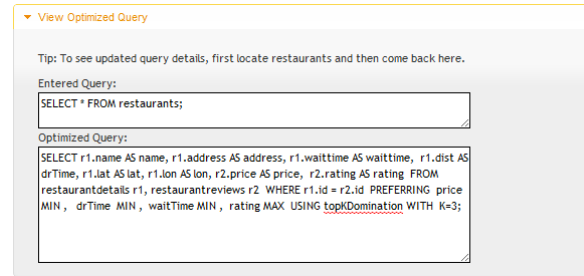 View Optimized Query
Tip: To see updated query details, first locate restaurants and then come back here.
Entered Query:
SELECT * FROM restaurants;
Optimized Query:
SELECT r1.name AS name, r1.address AS address, r1.waittime AS waittime, r1.dist AS
drTime, r1.lat AS lat, r1.lon AS lon, r2.price AS price, r2.rating AS rating FROM
restaurantdetails r1, restaurantreviews r2 WHERE r1.id = r2.id PREFERRING price
MIN , drTime MIN , waitTime MIN , rating MAX USING topKDomination WITH K=3;